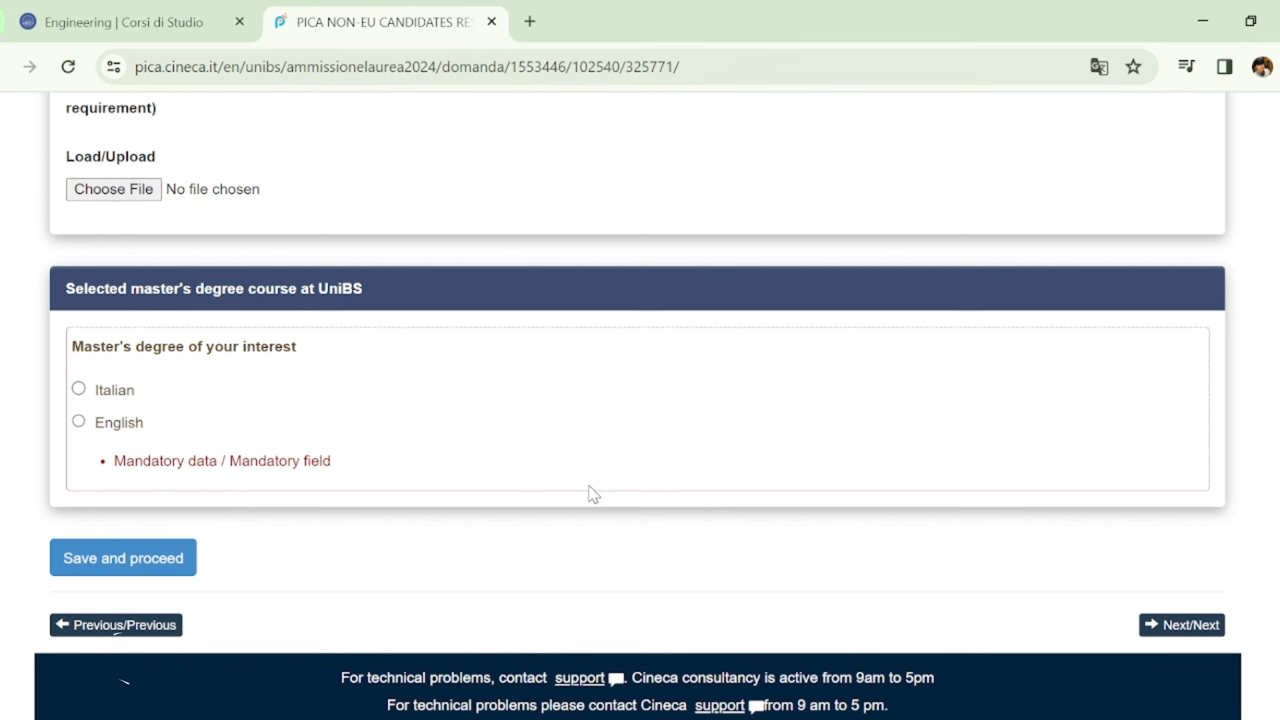 Engineering | Corsi di Studio
PICA NON-EU CANDIDATES RES
pica.cineca.it/en/unibs/ammissionelaurea2024/domanda/1553446/102540/325771/
requirement)
Load/Upload
Choose File No file chosen
Selected master's degree course at UniBS
Master's degree of your interest
Italian
English
• Mandatory data / Mandatory field
Save and proceed
Previous/Previous
Next/Next
For technical problems, contact support . Cineca consultancy is active from 9am to 5pm
For technical problems please contact Cineca support from 9 am to 5 pm.